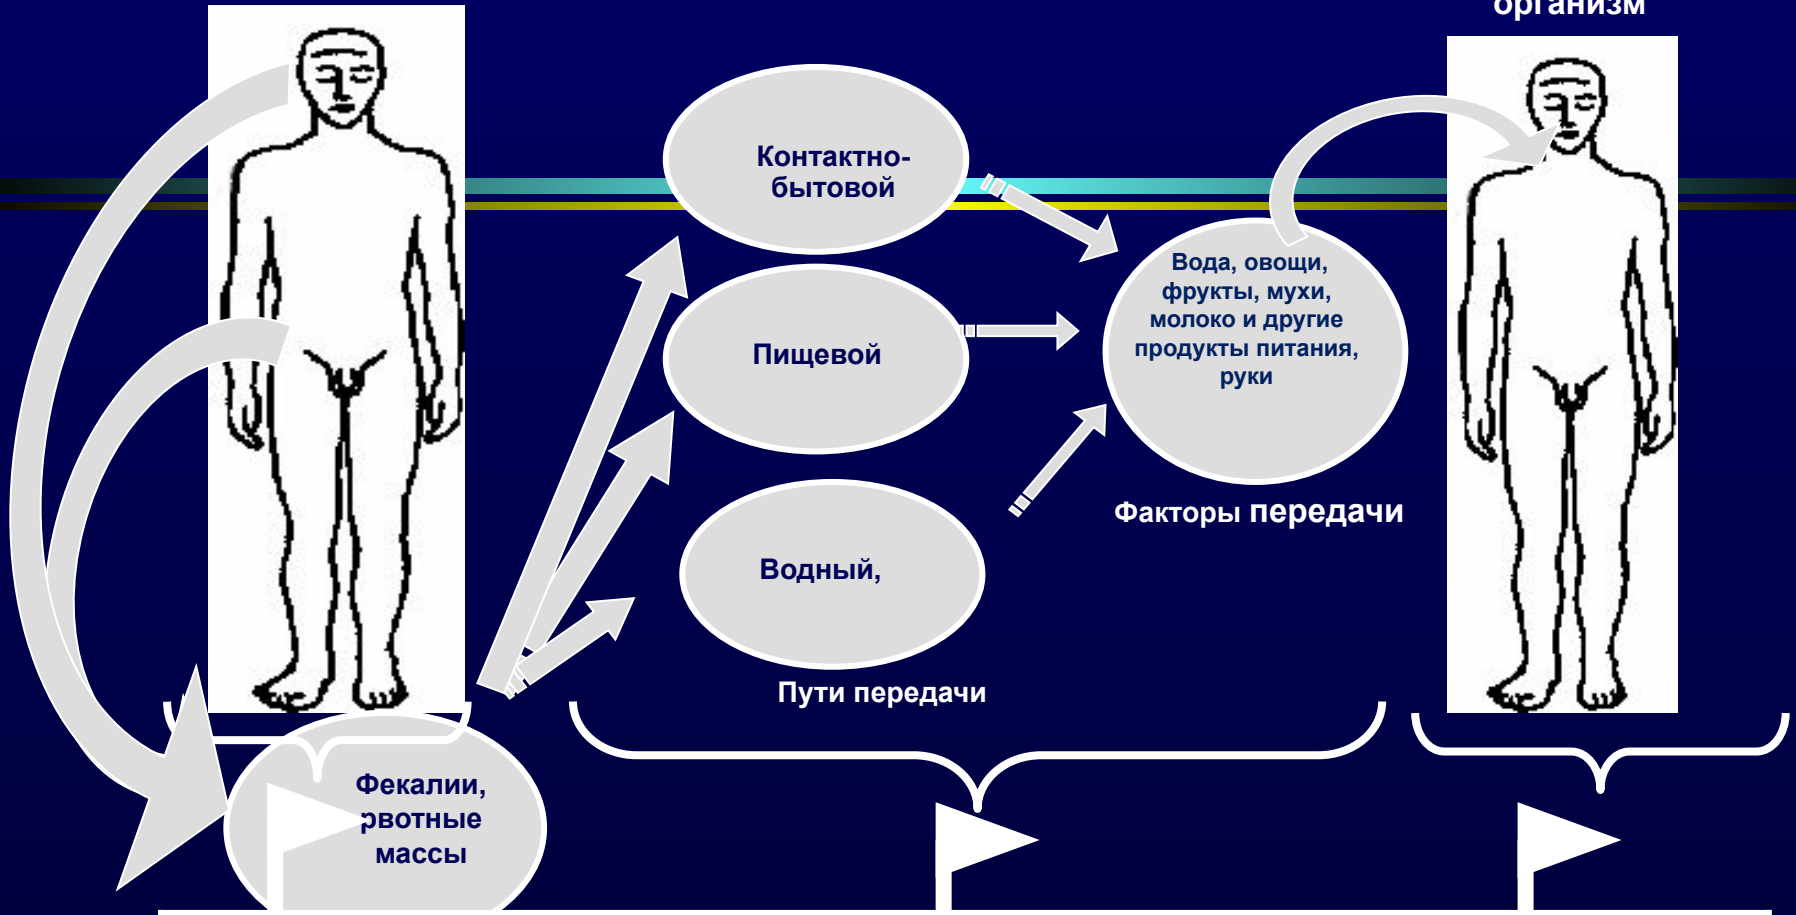 организм
Контактно-
бытовой
Пищевой
Водный,
Пути передачи
Вода, овощи,
фрукты, мухи,
молоко и другие
продукты питания,
руки
Факторы передачи
Фекалии,
рвотные
массы